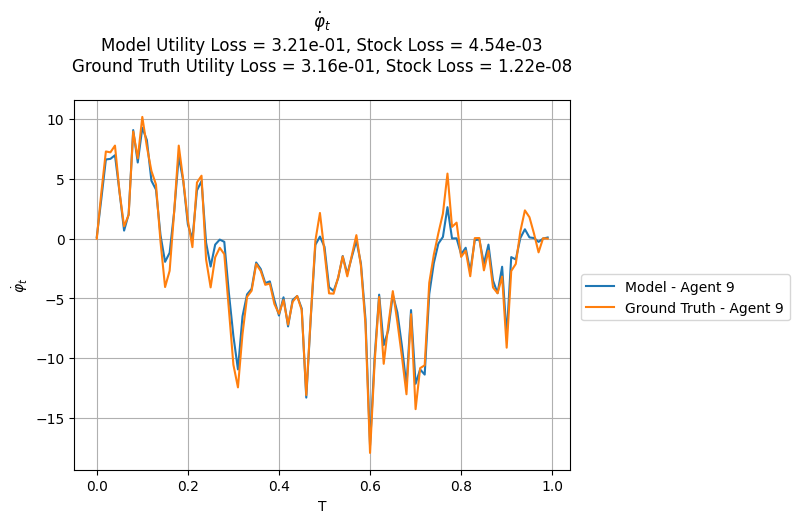 φ̇ₜ
Model Utility Loss = 3.21e-01, Stock Loss = 4.54e-03
Ground Truth Utility Loss = 3.16e-01, Stock Loss = 1.22e-08
φ̇ₜ
10
5
0
−5
−10
−15
0.0
0.2
0.4
0.6
0.8
1.0
T
Model - Agent 9
Ground Truth - Agent 9